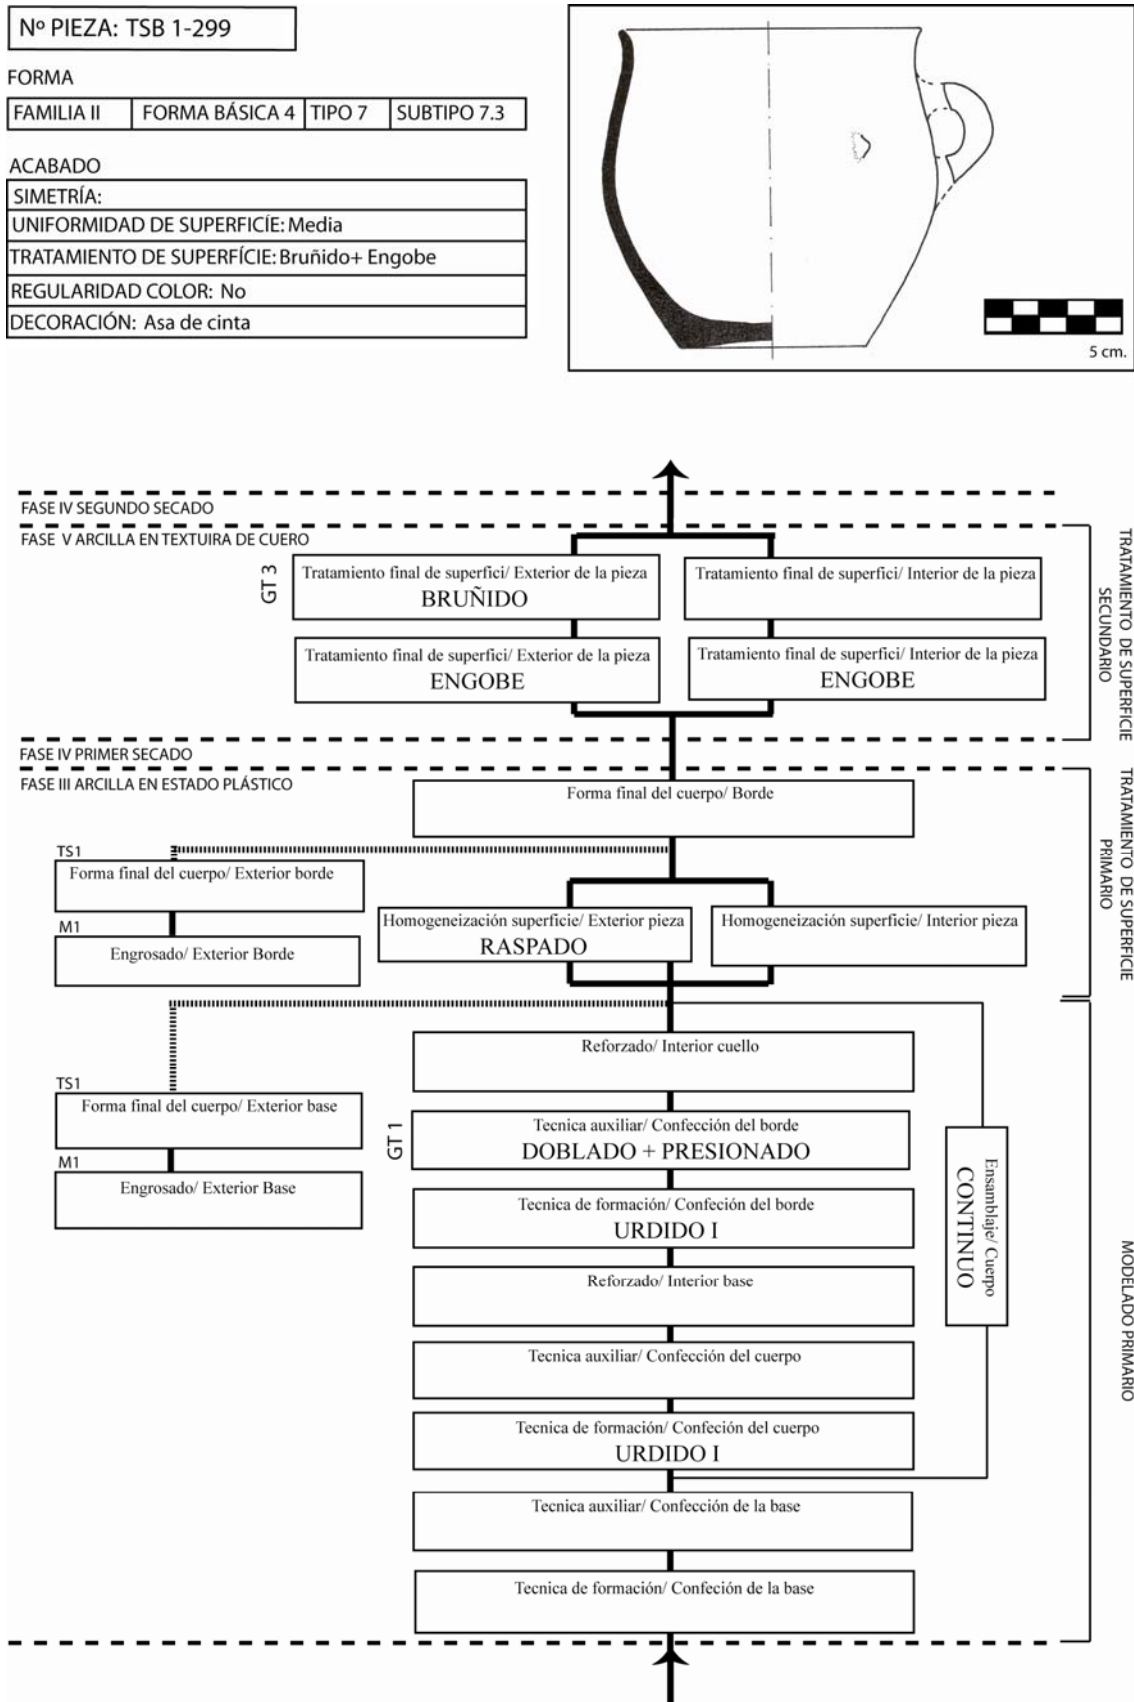 Nº PIEZA: TSB 1-299
FORMA
FAMILIA II FORMA BÁSICA 4 TIPO 7 SUBTIPO 7.3
ACABADO
SIMETRÍA:
UNIFORMIDAD DE SUPERFICÍE: Media
TRATAMIENTO DE SUPERFÍCIE: Bruñido+ Engobe
REGULARIDAD COLOR: No
DECORACIÓN: Asa de cinta
5 cm.
FASE IV SEGUNDO SECADO
FASE V ARCILLA EN TEXTUIRA DE CUERO
GT 3
Tratamiento final de superfici/ Exterior de la pieza
BRUÑIDO
Tratamiento final de superfici/ Interior de la pieza
Tratamiento final de superfici/ Exterior de la pieza
ENGOBE
Tratamiento final de superfici/ Interior de la pieza
ENGOBE
TRATAMIENTO DE SUPERFICIE
SECUNDARIO
FASE IV PRIMER SECADO
FASE III ARCILLA EN ESTADO PLÁSTICO
Forma final del cuerpo/ Borde
TS1
Forma final del cuerpo/ Exterior borde
M1
Engrosado/ Exterior Borde
Homogeneización superficie/ Exterior pieza
RASPADO
Homogeneización superficie/ Interior pieza
TRATAMIENTO DE SUPERFICIE
PRIMARIO
Reforzado/ Interior cuello
TS1
Forma final del cuerpo/ Exterior base
M1
Engrosado/ Exterior Base
GT 1
Tecnica auxiliar/ Confección del borde
DOBLADO + PRESIONADO
Tecnica de formación/ Confeción del borde
URDIDO I
Reforzado/ Interior base
Tecnica auxiliar/ Confección del cuerpo
Tecnica de formación/ Confeción del cuerpo
URDIDO I
Tecnica auxiliar/ Confección de la base
Tecnica de formación/ Confeción de la base
Ensamblaje/ Cuerpo
CONTINUO
MODELADO PRIMARIO